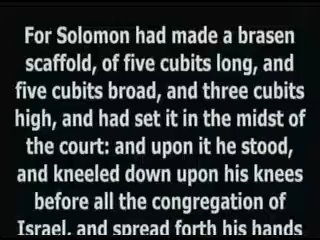 For Solomon had made a brasen
scaffold, of five cubits long, and
five cubits broad, and three cubits
high, and had set it in the midst of
the court: and upon it he stood,
and kneeled down upon his knees
before all the congregation of
Israel, and spread forth his hands